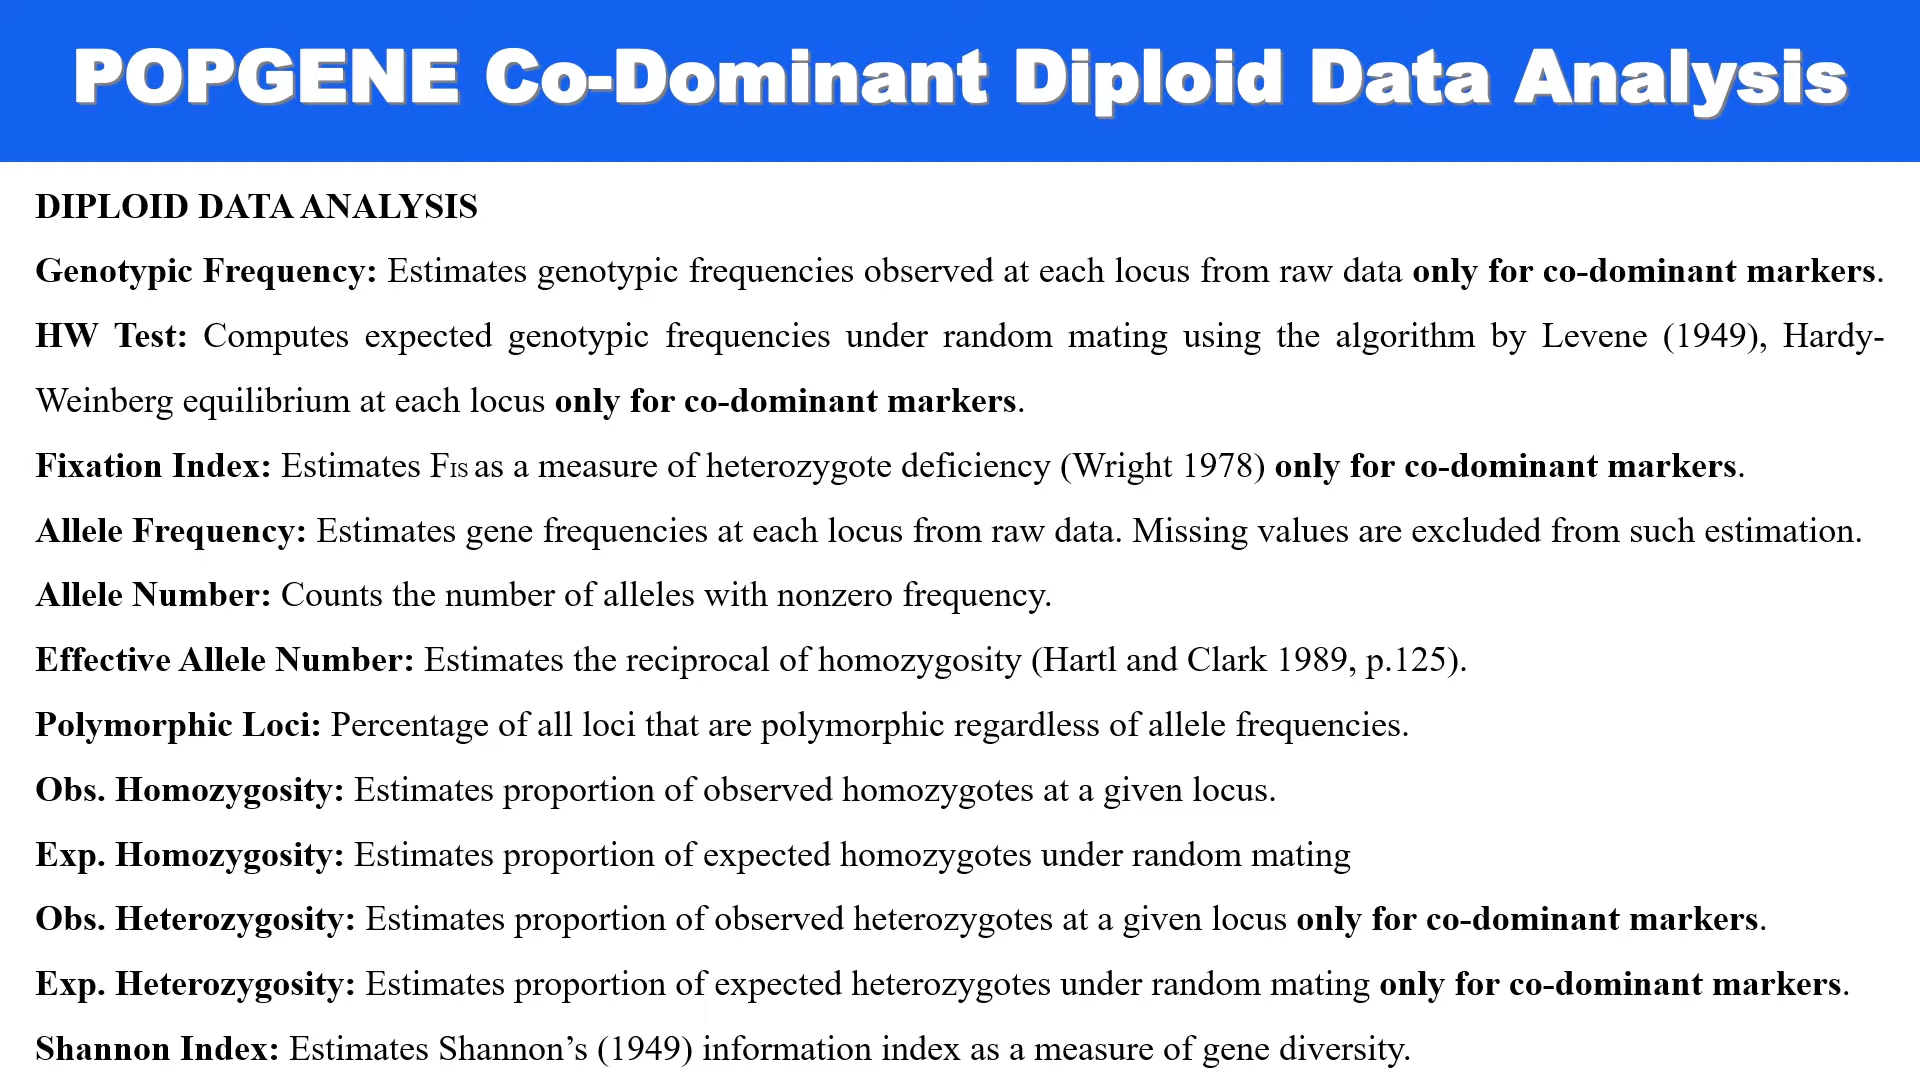 POPGENE Co-Dominant Diploid Data Analysis
DIPLOID DATA ANALYSIS
Genotypic Frequency: Estimates genotypic frequencies observed at each locus from raw data only for co-dominant markers.
HW Test: Computes expected genotypic frequencies under random mating using the algorithm by Levene (1949), Hardy-
Weinberg equilibrium at each locus only for co-dominant markers.
Fixation Index: Estimates FIS as a measure of heterozygote deficiency (Wright 1978) only for co-dominant markers.
Allele Frequency: Estimates gene frequencies at each locus from raw data. Missing values are excluded from such estimation.
Allele Number: Counts the number of alleles with nonzero frequency.
Effective Allele Number: Estimates the reciprocal of homozygosity (Hartl and Clark 1989, p.125).
Polymorphic Loci: Percentage of all loci that are polymorphic regardless of allele frequencies.
Obs. Homozygosity: Estimates proportion of observed homozygotes at a given locus.
Exp. Homozygosity: Estimates proportion of expected homozygotes under random mating
Obs. Heterozygosity: Estimates proportion of observed heterozygotes at a given locus only for co-dominant markers.
Exp. Heterozygosity: Estimates proportion of expected heterozygotes under random mating only for co-dominant markers.
Shannon Index: Estimates Shannon’s (1949) information index as a measure of gene diversity.